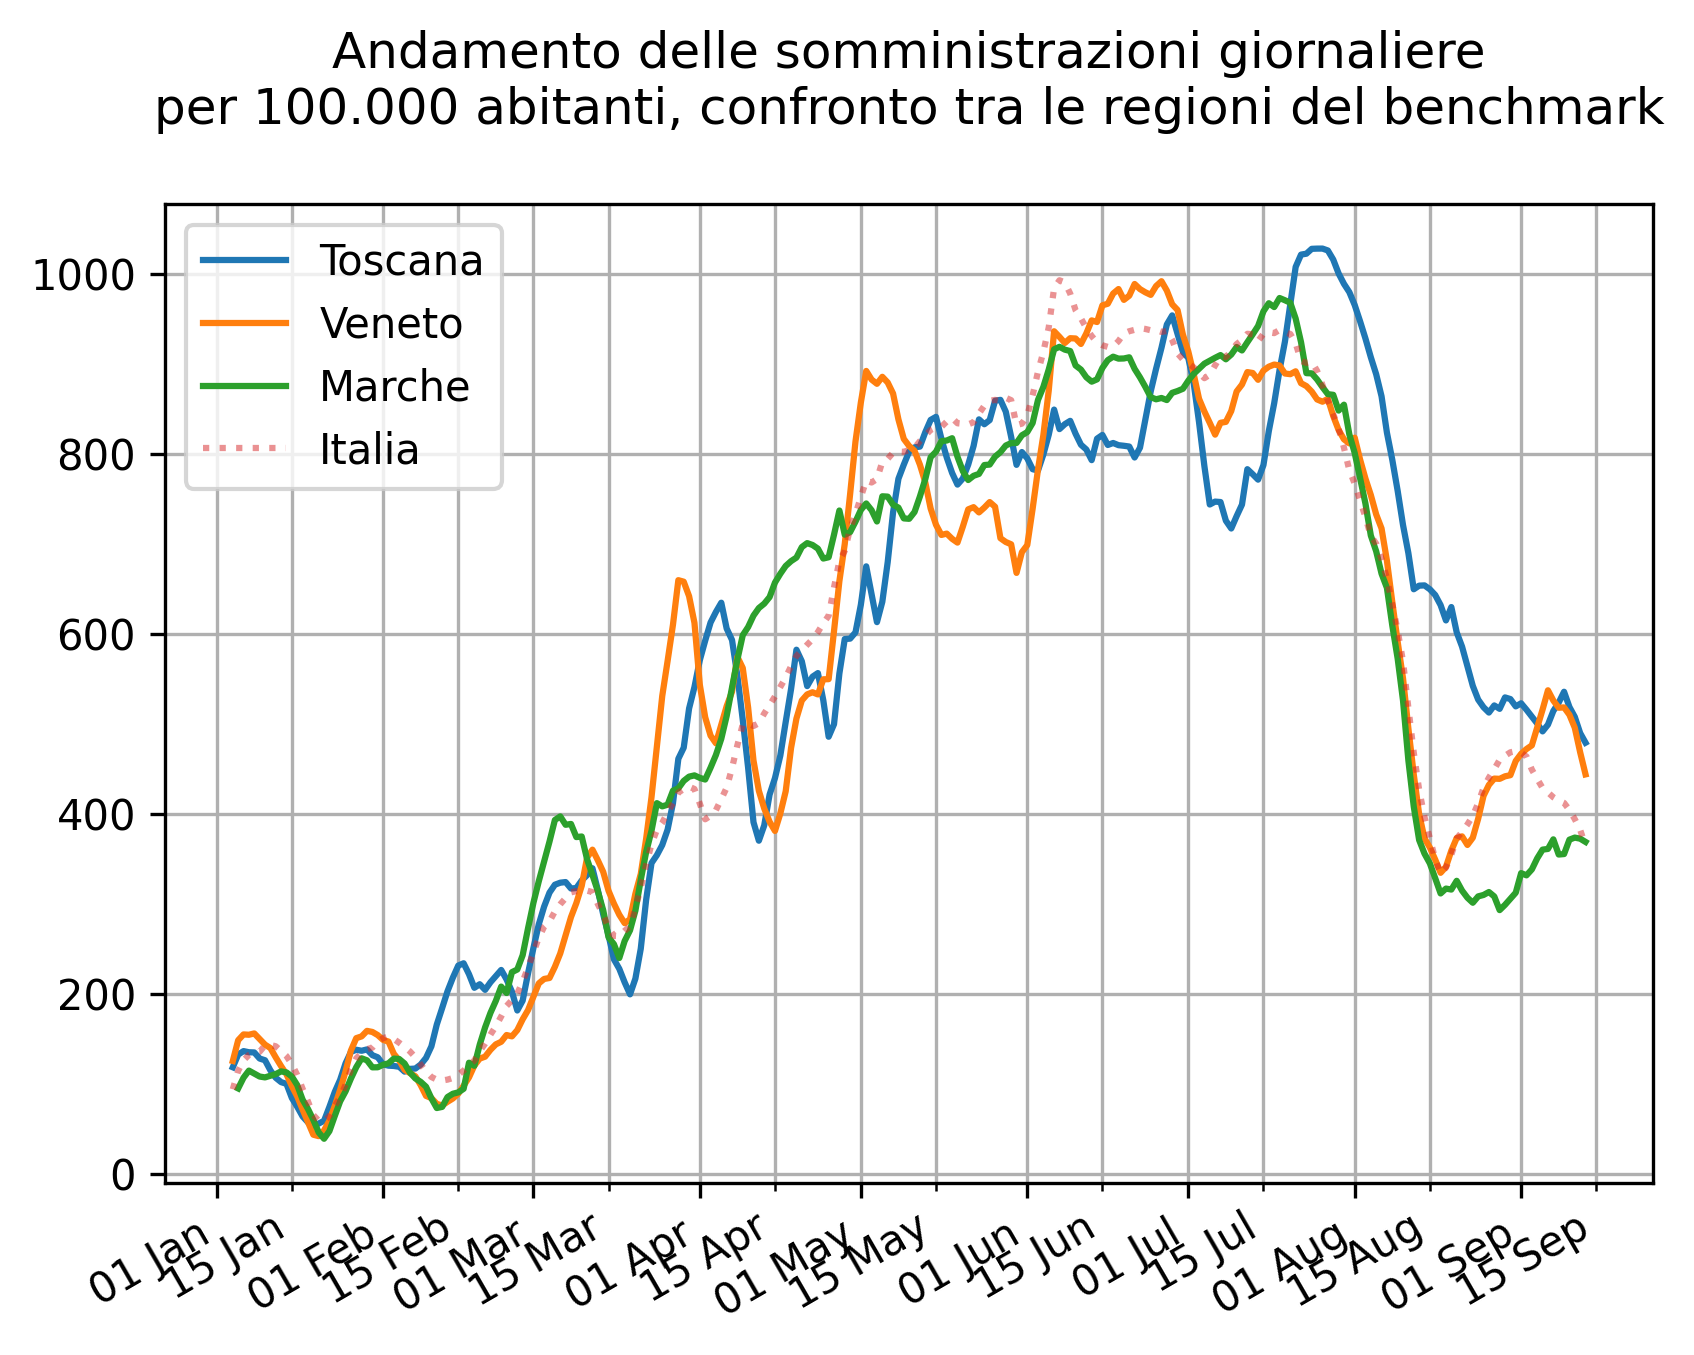 Andamento delle somministrazioni giornaliere
per 100.000 abitanti, confronto tra le regioni del benchmark
Toscana
Veneto
Marche
Italia
1000
800
600
400
200
0
01 Jan
15 Jan
01 Feb
15 Feb
01 Mar
15 Mar
01 Apr
15 Apr
01 May
15 May
01 Jun
15 Jun
01 Jul
15 Jul
01 Aug
15 Aug
01 Sep
15 Sep